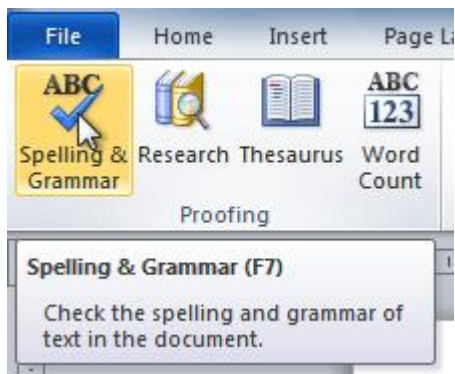 File Home Insert Page La
ABC ABC
123
Spelling & Research Thesaurus Word
Grammar Count
Proofing
Spelling & Grammar (F7)
Check the spelling and grammar of
text in the document.